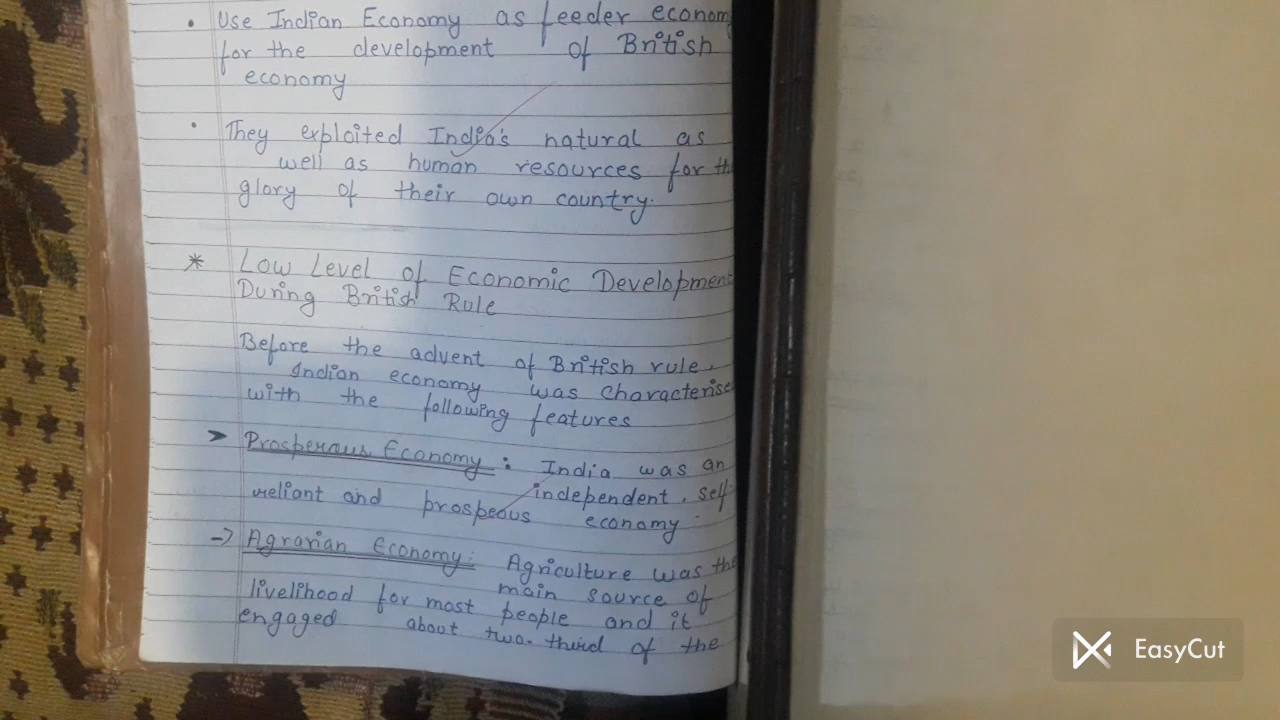 • Use Indian Economy as feeder econom
for the development of British
economy
• They exploited India's natural as
well as human resources for th
glory of their own country.
* Low Level of Economic Development
During British Rule
Before the advent of British rule,
Indian economy was characterise
with the following features
> Prosperous Economy: India was an
independent, self-
reliant and prospeous economy
-> Agrarian Economy: Agriculture was the
main source of
livelihood for most people and it
engaged about two-third of the
EasyCut